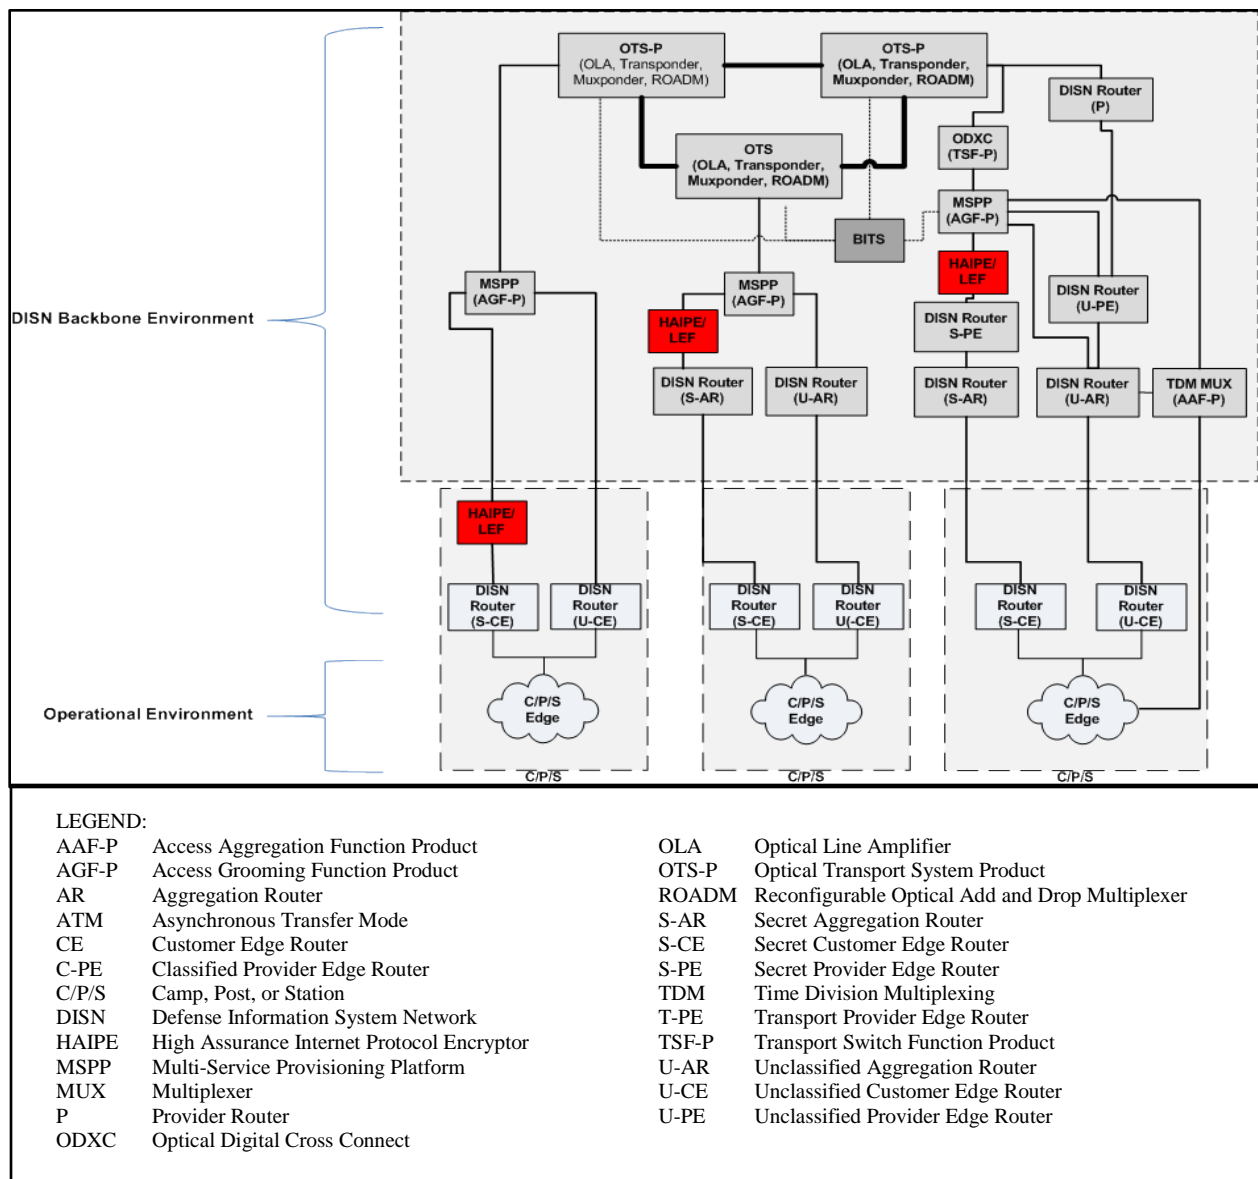 OTS-P
(OLA, Transponder,
Muxponder, ROADM)
OTS-P
(OLA, Transponder,
Muxponder, ROADM)
DISN Router
(P)
ODXC
(TSF-P)
OTS
(OLA, Transponder,
Muxponder, ROADM)
MSPP
(AGF-P)
BITS
HAIPE/
LEF
MSPP
(AGF-P)
MSPP
(AGF-P)
DISN Router
(U-PE)
DISN Backbone Environment
HAIPE/
LEF
DISN Router
S-PE
DISN Router
(S-AR)
DISN Router
(U-AR)
DISN Router
(S-AR)
DISN Router
(U-AR)
TDM MUX
(AAF-P)
HAIPE/
LEF
DISN
Router
(S-CE)
DISN
Router
(U-CE)
DISN
Router
(S-CE)
DISN
Router
U(-CE)
DISN
Router
(S-CE)
DISN
Router
(U-CE)
Operational Environment
C/P/S
Edge
C/P/S
Edge
C/P/S
Edge
C/P/S
C/P/S
C/P/S
LEGEND:
AAF-P Access Aggregation Function Product
AGF-P Access Grooming Function Product
AR Aggregation Router
ATM Asynchronous Transfer Mode
CE Customer Edge Router
C-PE Classified Provider Edge Router
C/P/S Camp, Post, or Station
DISN Defense Information System Network
HAIPE High Assurance Internet Protocol Encryptor
MSPP Multi-Service Provisioning Platform
MUX Multiplexer
P Provider Router
ODXC Optical Digital Cross Connect
OLA Optical Line Amplifier
OTS-P Optical Transport System Product
ROADM Reconfigurable Optical Add and Drop Multiplexer
S-AR Secret Aggregation Router
S-CE Secret Customer Edge Router
S-PE Secret Provider Edge Router
TDM Time Division Multiplexing
T-PE Transport Provider Edge Router
TSF-P Transport Switch Function Product
U-AR Unclassified Aggregation Router
U-CE Unclassified Customer Edge Router
U-PE Unclassified Provider Edge Router